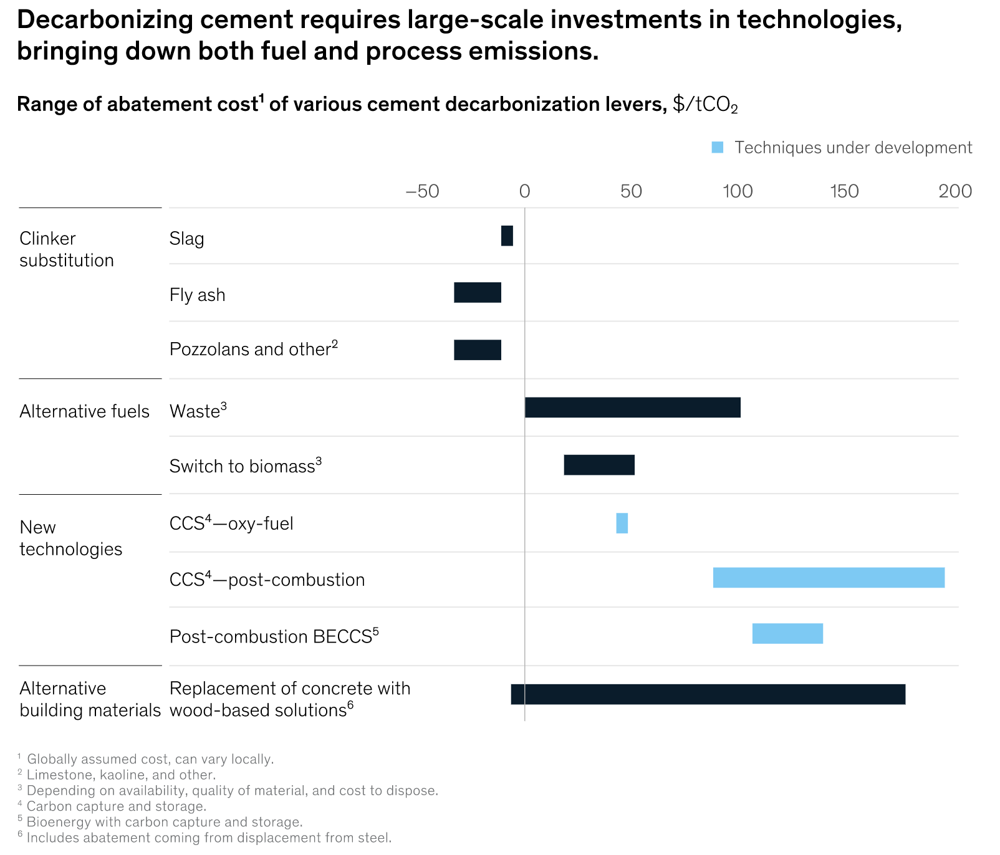 Decarbonizing cement requires large-scale investments in technologies,
bringing down both fuel and process emissions.
Range of abatement cost¹ of various cement decarbonization levers, $/tCO₂
Techniques under development
–50 0 50 100 150 200
Clinker
substitution
Slag
Fly ash
Pozzolans and other²
Alternative fuels
Waste³
Switch to biomass³
New
technologies
CCS⁴—oxy-fuel
CCS⁴—post-combustion
Post-combustion BECCS⁵
Alternative
building materials
Replacement of concrete with
wood-based solutions⁶
¹ Globally assumed cost, can vary locally.
² Limestone, kaoline, and other.
³ Depending on availability, quality of material, and cost to dispose.
⁴ Carbon capture and storage.
⁵ Bioenergy with carbon capture and storage.
⁶ Includes abatement coming from displacement from steel.